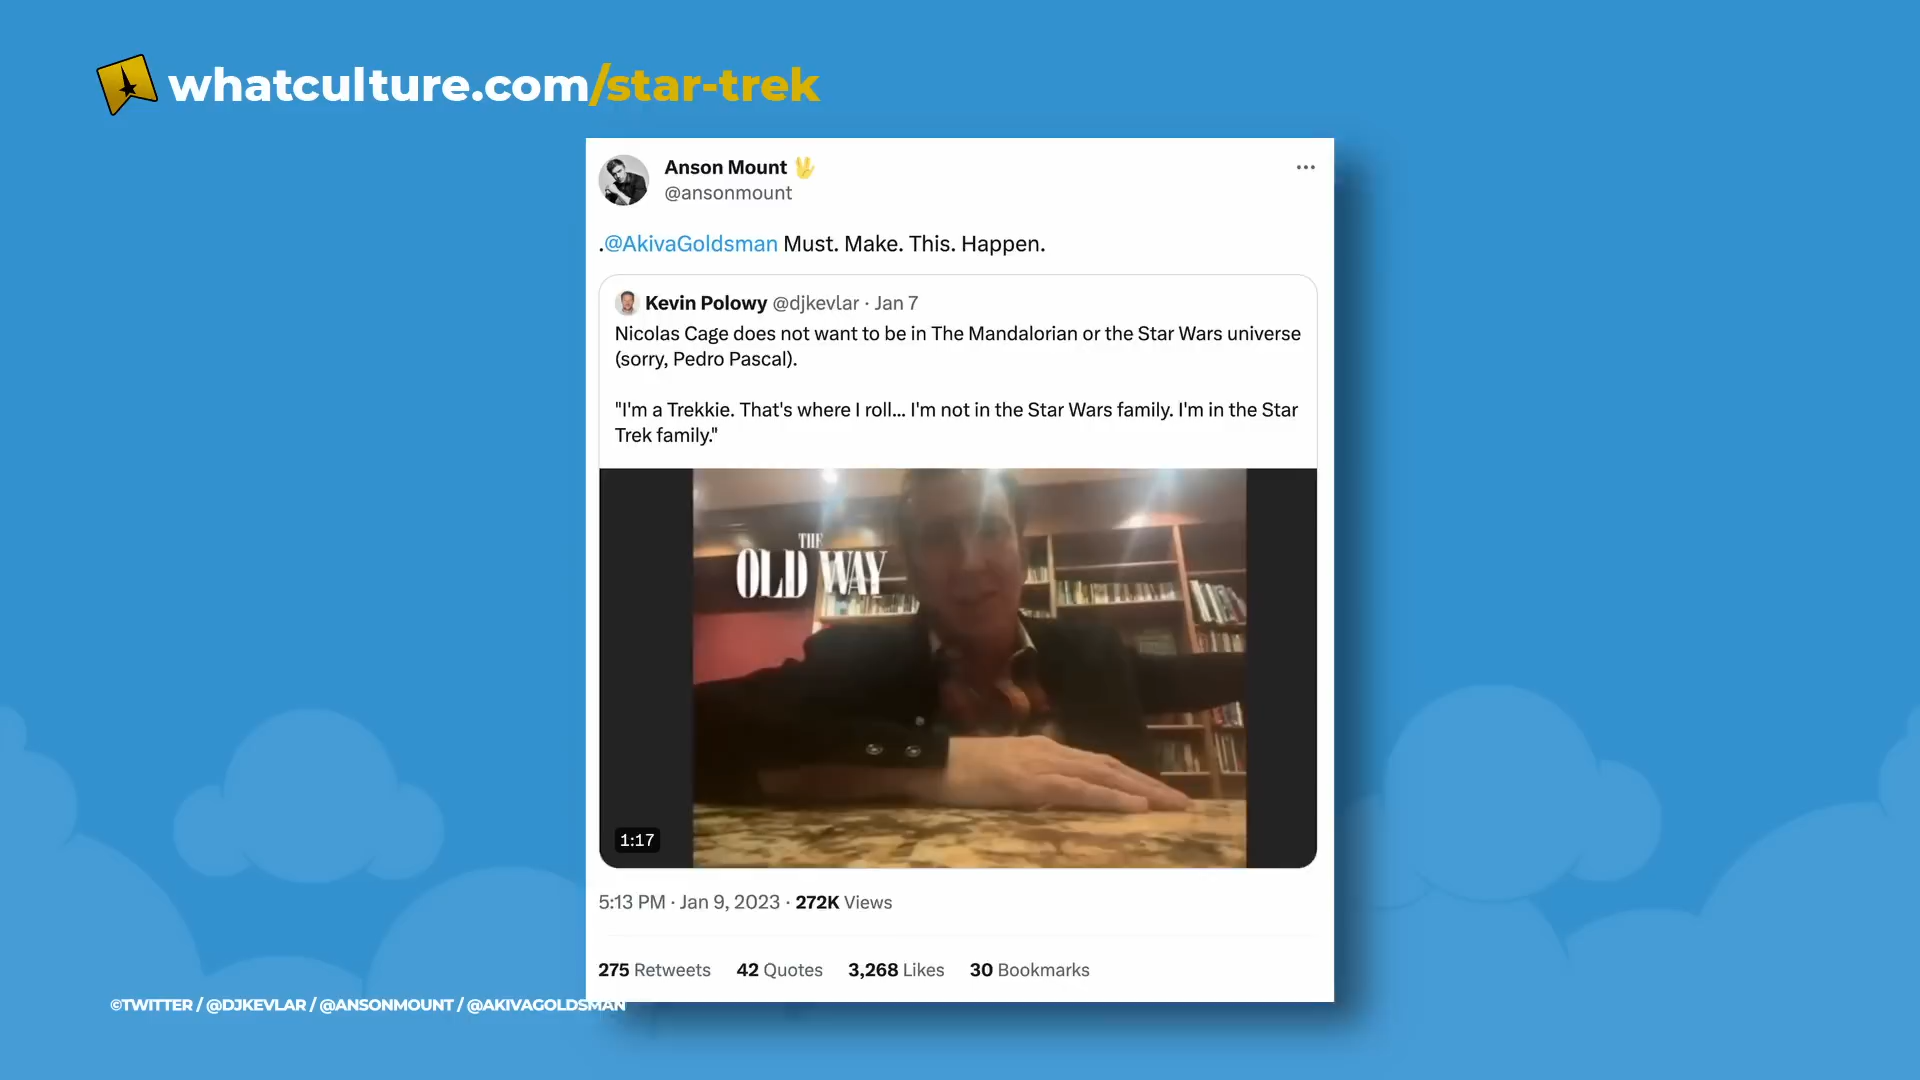 whatculture.com/star-trek
Anson Mount 🖖
@ansonmount
.@AkivaGoldsman Must. Make. This. Happen.
Kevin Polowy @djkevlar · Jan 7
Nicolas Cage does not want to be in The Mandalorian or the Star Wars universe
(sorry, Pedro Pascal).
"I'm a Trekkie. That's where I roll... I'm not in the Star Wars family. I'm in the Star
Trek family."
THE
OLD WAY
1:17
5:13 PM · Jan 9, 2023 · 272K Views
275 Retweets 42 Quotes 3,268 Likes 30 Bookmarks
©TWITTER / @DJKEVLAR / @ANSONMOUNT / @AKIVAGOLDSMAN